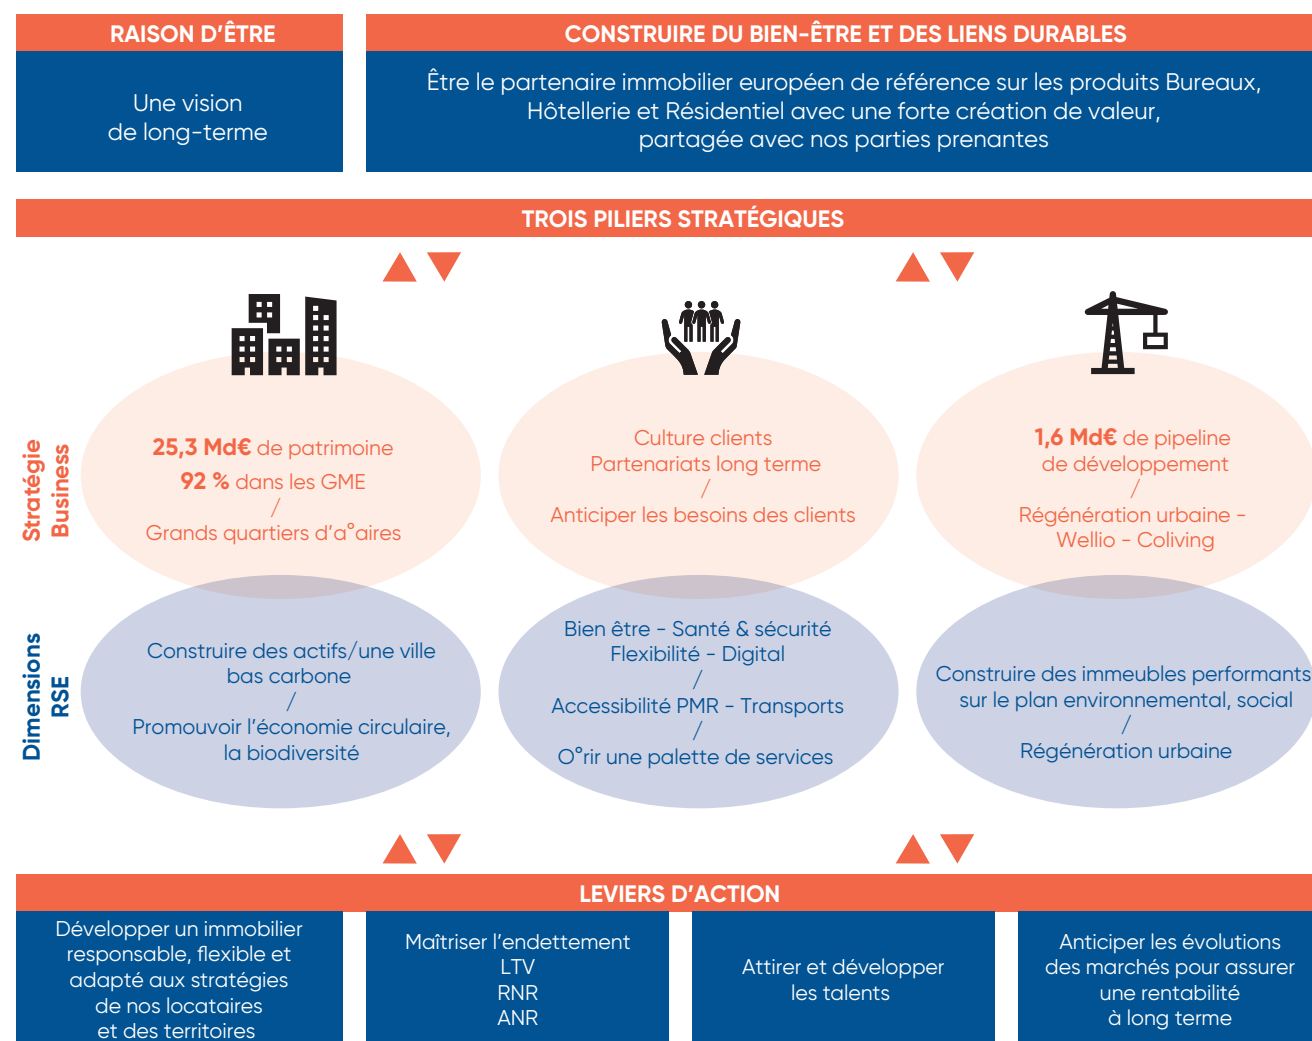 RAISON D’ÊTRE
Une vision
de long-terme
CONSTRUIRE DU BIEN-ÊTRE ET DES LIENS DURABLES
Être le partenaire immobilier européen de référence sur les produits Bureaux,
Hôtellerie et Résidentiel avec une forte création de valeur,
partagée avec nos parties prenantes
TROIS PILIERS STRATÉGIQUES
Stratégie
Business
25,3 Md€ de patrimoine
92 % dans les GME
/
Grands quartiers d’a°aires
Culture clients
Partenariats long terme
/
Anticiper les besoins des clients
1,6 Md€ de pipeline
de développement
/
Régénération urbaine -
Wellio - Coliving
Dimensions
RSE
Construire des actifs/une ville
bas carbone
/
Promouvoir l’économie circulaire,
la biodiversité
Bien être - Santé & sécurité
Flexibilité - Digital
/
Accessibilité PMR - Transports
/
O°rir une palette de services
Construire des immeubles performants
sur le plan environnemental, social
/
Régénération urbaine
LEVIERS D’ACTION
Développer un immobilier
responsable, flexible et
adapté aux stratégies
de nos locataires
et des territoires
Maîtriser l’endettement
LTV
RNR
ANR
Attirer et développer
les talents
Anticiper les évolutions
des marchés pour assurer
une rentabilité
à long terme